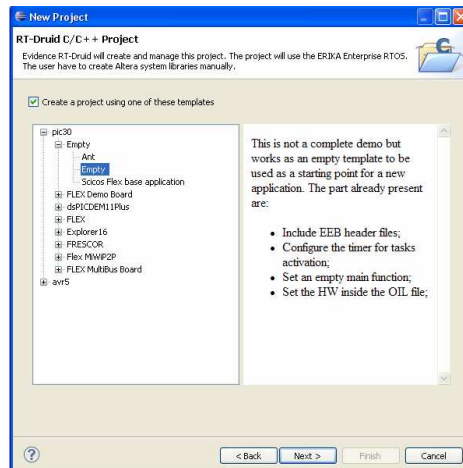 New Project
RT-Druid C/C++ Project
Evidence RT-Druid will create and manage this project. The project will use the ERIKA Enterprise RTOS.
The user have to create Altera system libraries manually.
Create a project using one of these templates
pic30
Empty
Ant
Empty
Scicos Flex base application
FLEX Demo Board
dsPICDEM11Plus
FLEX
Explorer16
FRESCOR
Flex MiWiP2P
FLEX MultiBus Board
avr5
This is not a complete demo but
works as an empty template to be
used as a starting point for a new
application. The part already present
are:
• Include EEB header files;
• Configure the timer for tasks
activation;
• Set an empty main function;
• Set the HW inside the OIL file;
< Back
Next >
Finish
Cancel